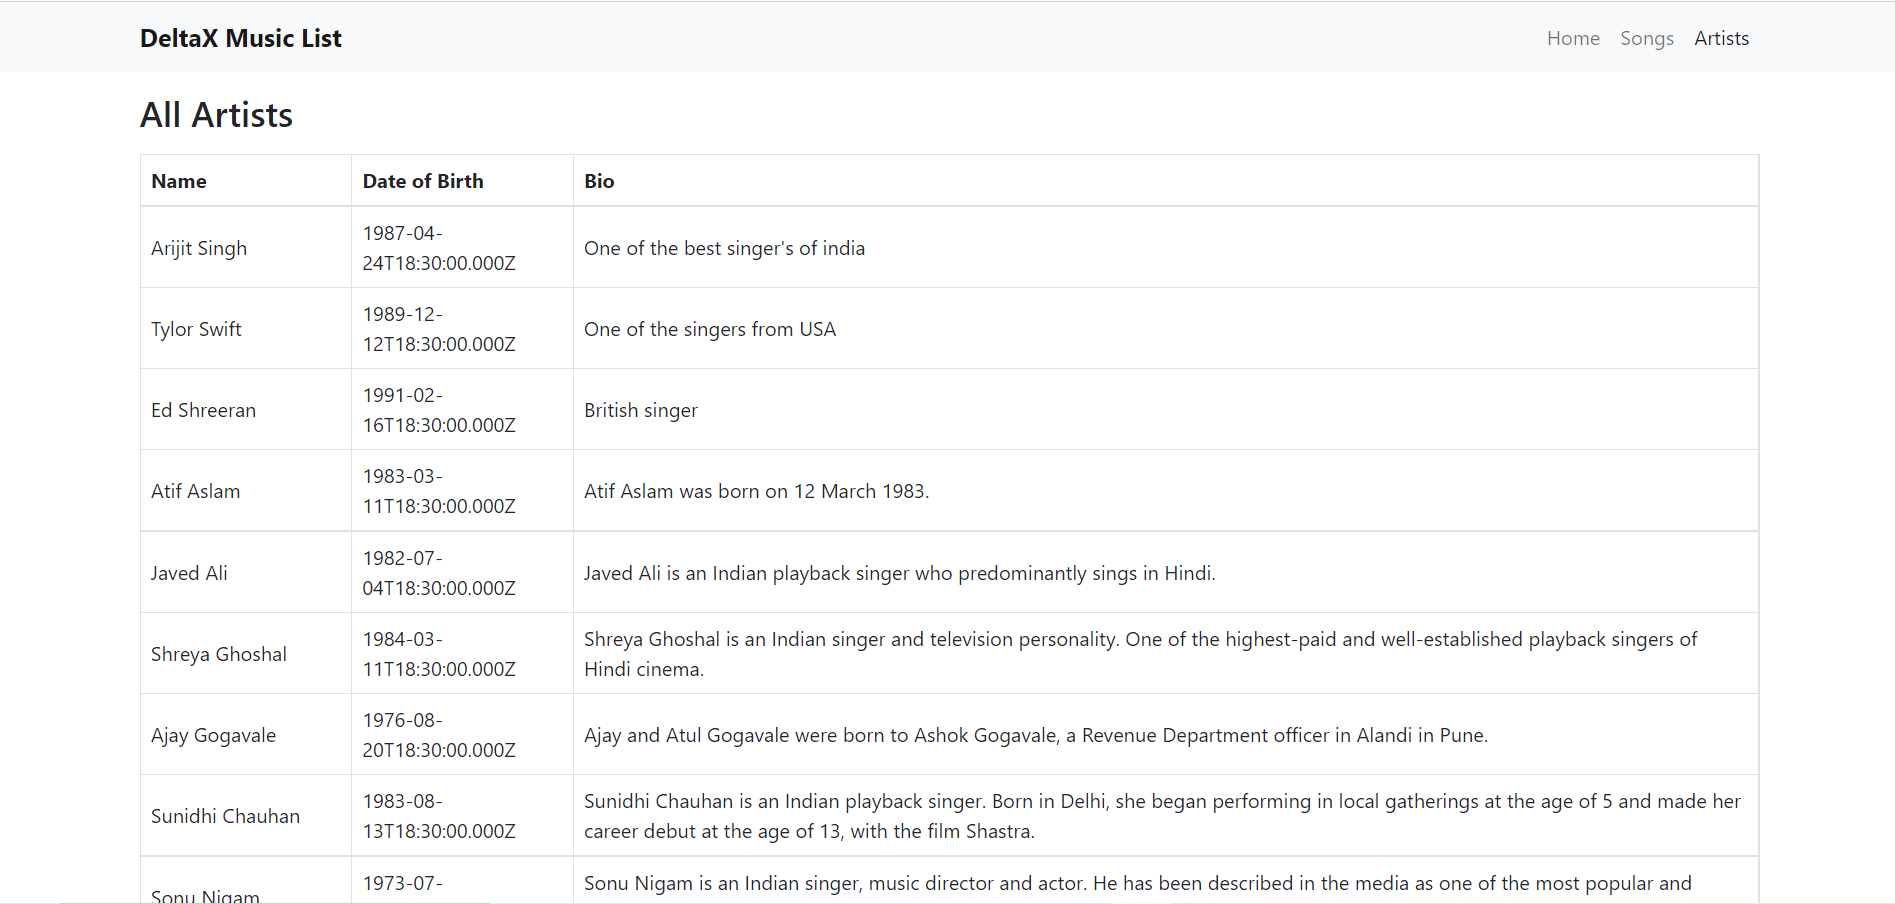 DeltaX Music List
Home Songs Artists
All Artists
Name Date of Birth Bio
Arijit Singh
1987-04-
24T18:30:00.000Z
One of the best singer's of india
Tylor Swift
1989-12-
12T18:30:00.000Z
One of the singers from USA
Ed Shreeran
1991-02-
16T18:30:00.000Z
British singer
Atif Aslam
1983-03-
11T18:30:00.000Z
Atif Aslam was born on 12 March 1983.
Javed Ali
1982-07-
04T18:30:00.000Z
Javed Ali is an Indian playback singer who predominantly sings in Hindi.
Shreya Ghoshal
1984-03-
11T18:30:00.000Z
Shreya Ghoshal is an Indian singer and television personality. One of the highest-paid and well-established playback singers of
Hindi cinema.
Ajay Gogavale
1976-08-
20T18:30:00.000Z
Ajay and Atul Gogavale were born to Ashok Gogavale, a Revenue Department officer in Alandi in Pune.
Sunidhi Chauhan
1983-08-
13T18:30:00.000Z
Sunidhi Chauhan is an Indian playback singer. Born in Delhi, she began performing in local gatherings at the age of 5 and made her
career debut at the age of 13, with the film Shastra.
Sonu Nigam
1973-07-
Sonu Nigam is an Indian singer, music director and actor. He has been described in the media as one of the most popular and